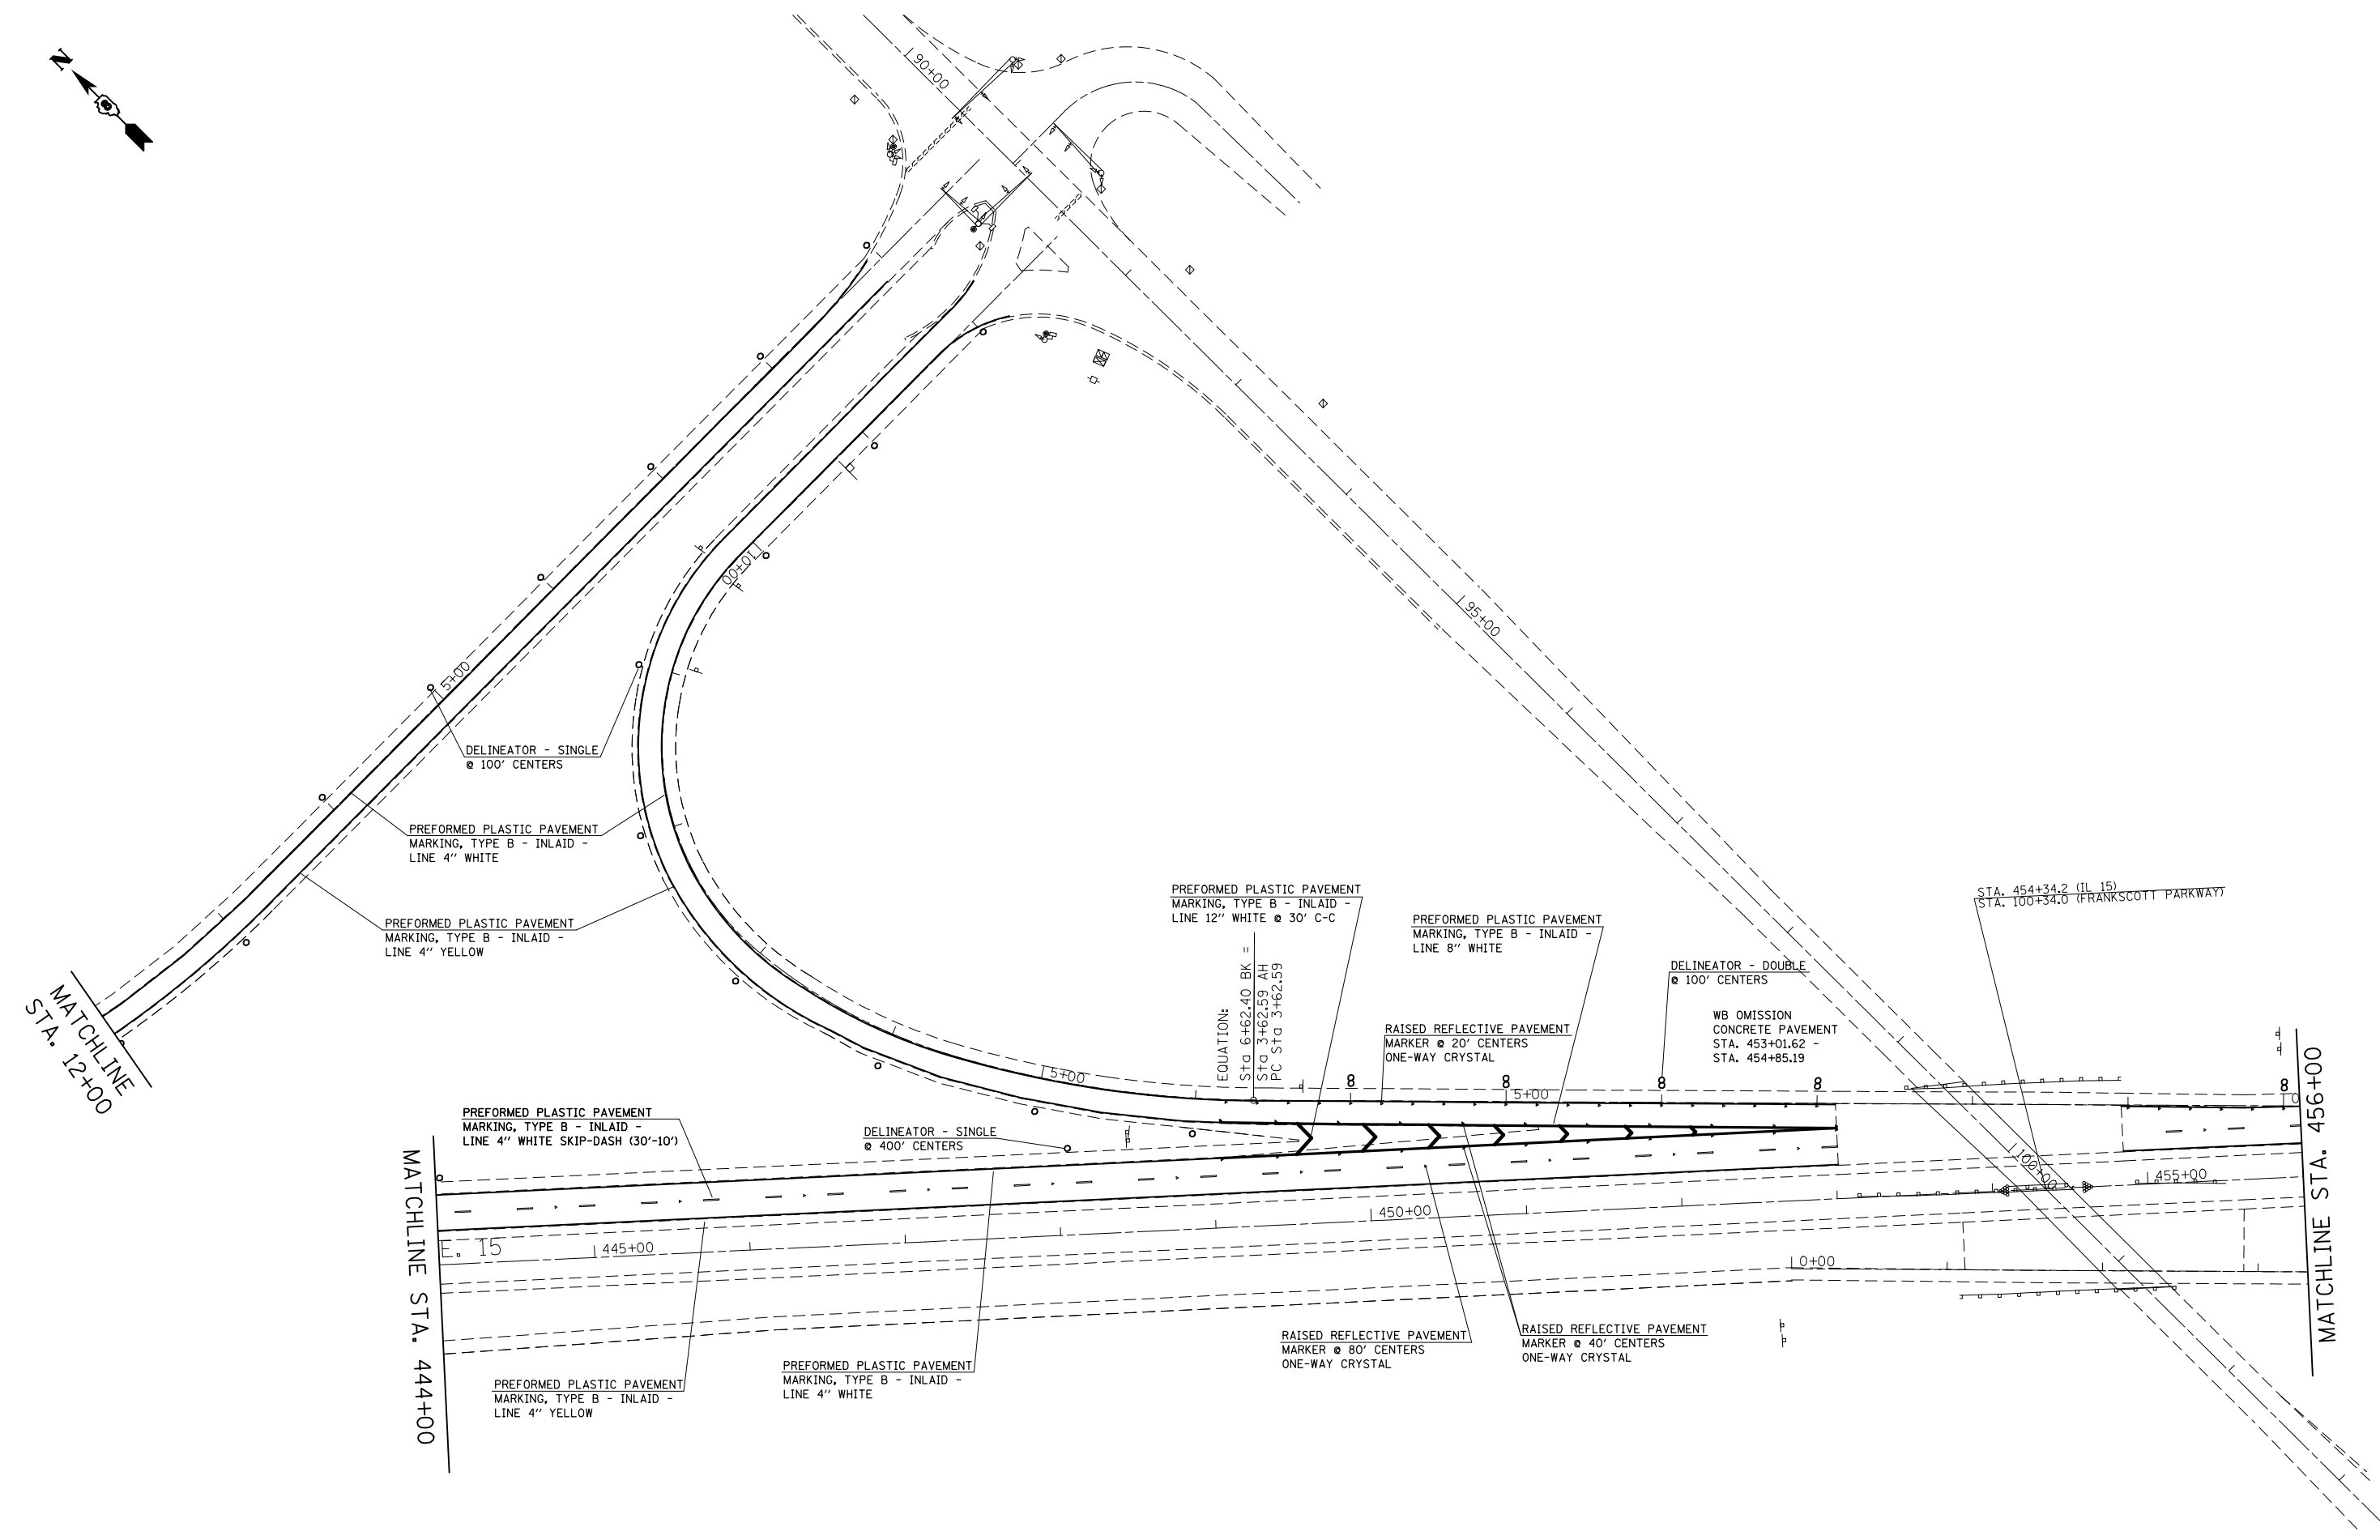 N
90+00
95+00
100+00
10+00
5+00
DELINEATOR - SINGLE
@ 100' CENTERS
PREFORMED PLASTIC PAVEMENT
MARKING, TYPE B - INLAID -
LINE 4" WHITE
PREFORMED PLASTIC PAVEMENT
MARKING, TYPE B - INLAID -
LINE 4" YELLOW
MATCHLINE
STA. 12+00
PREFORMED PLASTIC PAVEMENT
MARKING, TYPE B - INLAID -
LINE 12" WHITE @ 30' C-C
PREFORMED PLASTIC PAVEMENT
MARKING, TYPE B - INLAID -
LINE 8" WHITE
STA. 454+34.2 (IL 15)
STA. 100+34.0 (FRANKSCOTT PARKWAY)
DELINEATOR - DOUBLE
@ 100' CENTERS
EQUATION:
Sta 6+62.40 BK =
Sta 3+62.59 AH
PC Sta 3+62.59
RAISED REFLECTIVE PAVEMENT
MARKER @ 20' CENTERS
ONE-WAY CRYSTAL
WB OMISSION
CONCRETE PAVEMENT
STA. 453+01.62 -
STA. 454+85.19
5+00
5+00
0
PREFORMED PLASTIC PAVEMENT
MARKING, TYPE B - INLAID -
LINE 4" WHITE SKIP-DASH (30'-10')
DELINEATOR - SINGLE
@ 400' CENTERS
MATCHLINE STA. 444+00
E. 15
445+00
450+00
455+00
0+00
MATCHLINE STA. 456+00
RAISED REFLECTIVE PAVEMENT
MARKER @ 80' CENTERS
ONE-WAY CRYSTAL
RAISED REFLECTIVE PAVEMENT
MARKER @ 40' CENTERS
ONE-WAY CRYSTAL
PREFORMED PLASTIC PAVEMENT
MARKING, TYPE B - INLAID -
LINE 4" WHITE
PREFORMED PLASTIC PAVEMENT
MARKING, TYPE B - INLAID -
LINE 4" YELLOW